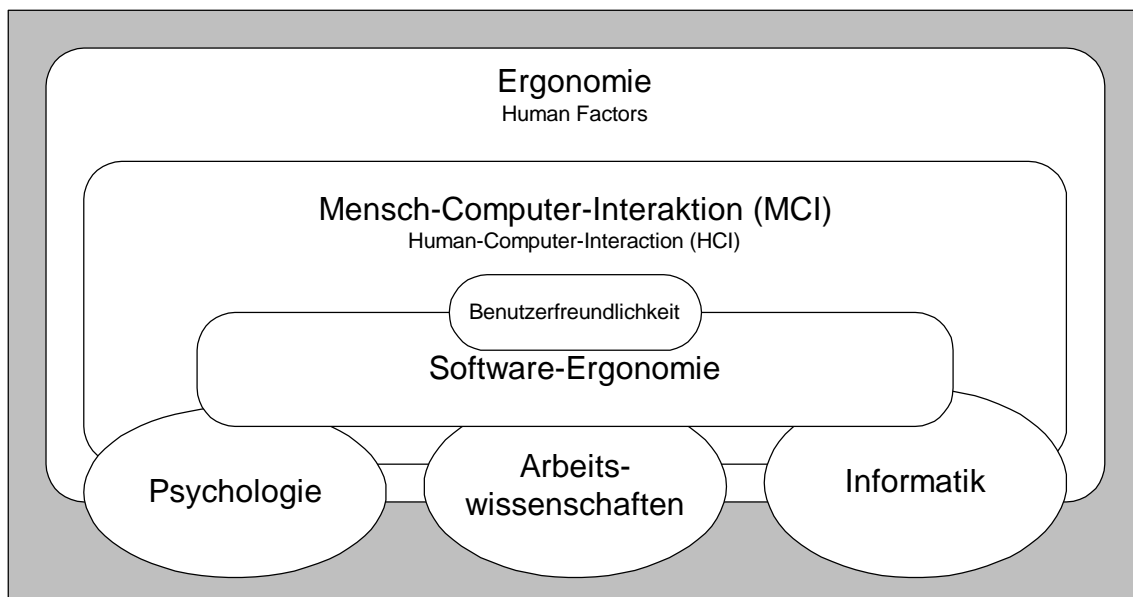 Ergonomie
Human Factors
Mensch-Computer-Interaktion (MCI)
Human-Computer-Interaction (HCI)
Benutzerfreundlichkeit
Software-Ergonomie
Psychologie
Arbeits-
wissenschaften
Informatik